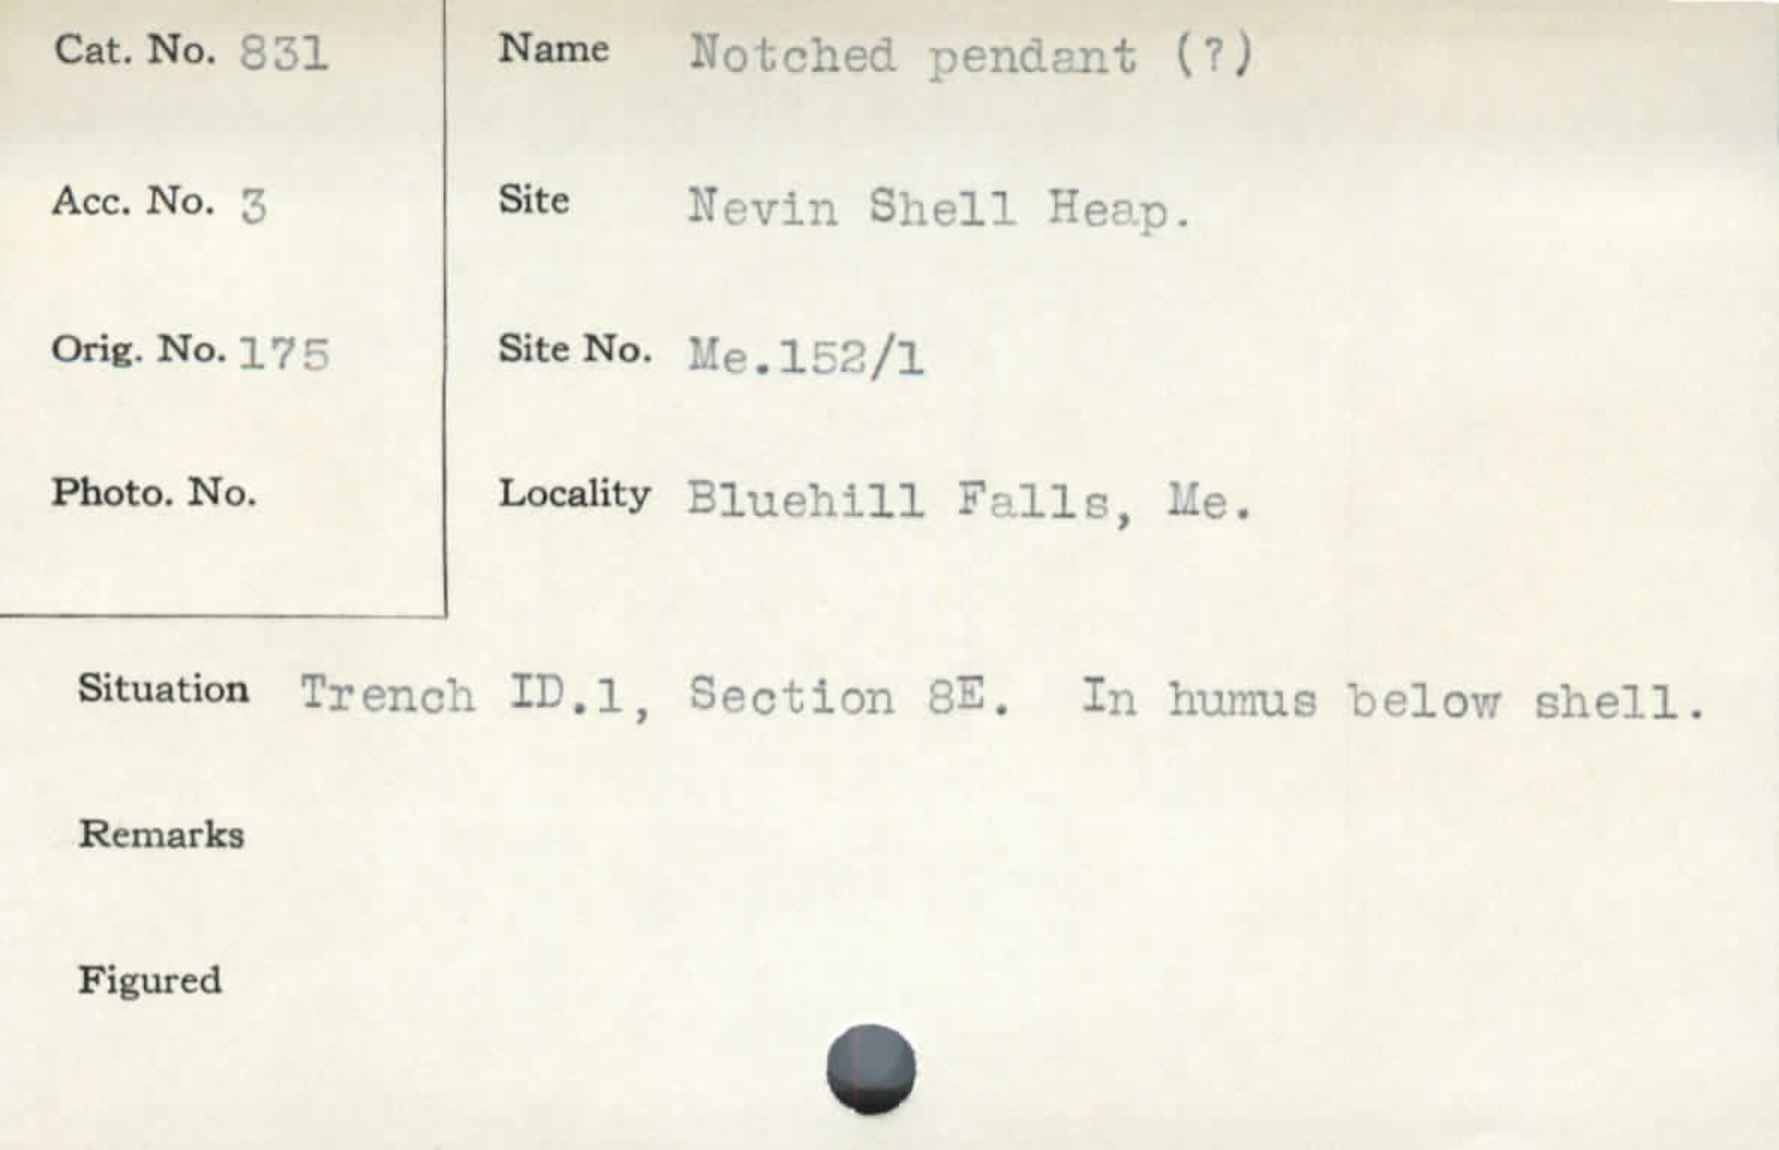 Cat. No. 831
Name Notched pendant (?)
Acc. No. 3
Site Nevin Shell Heap.
Orig. No. 175
Site No. Me.152/1
Photo. No.
Locality Bluehill Falls, Me.
Situation Trench ID.1, Section 8E. In humus below shell.
Remarks
Figured